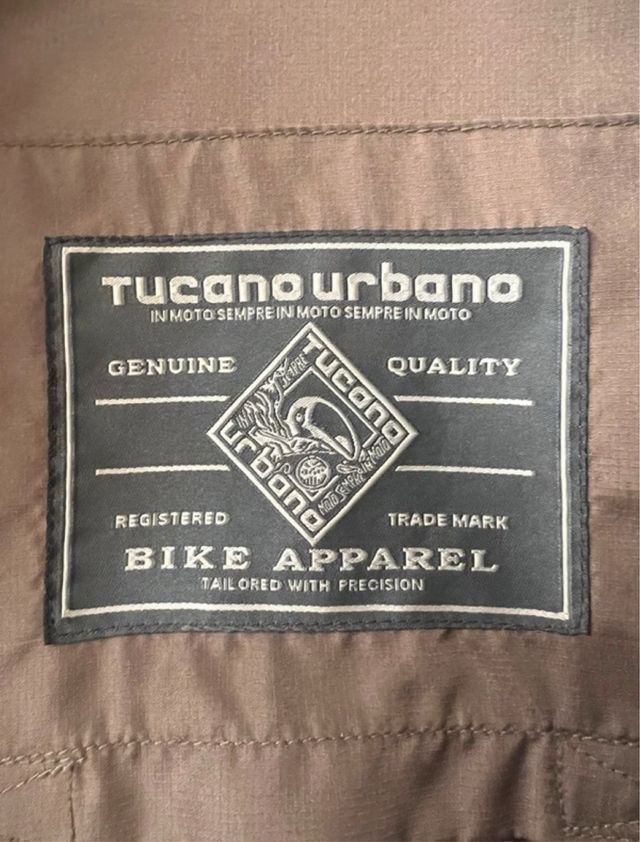 Tucano urbano
IN MOTO SEMPRE IN MOTO SEMPRE IN MOTO
GENUINE QUALITY
Tucano
urbano
REGISTERED TRADE MARK
BIKE APPAREL
TAILORED WITH PRECISION